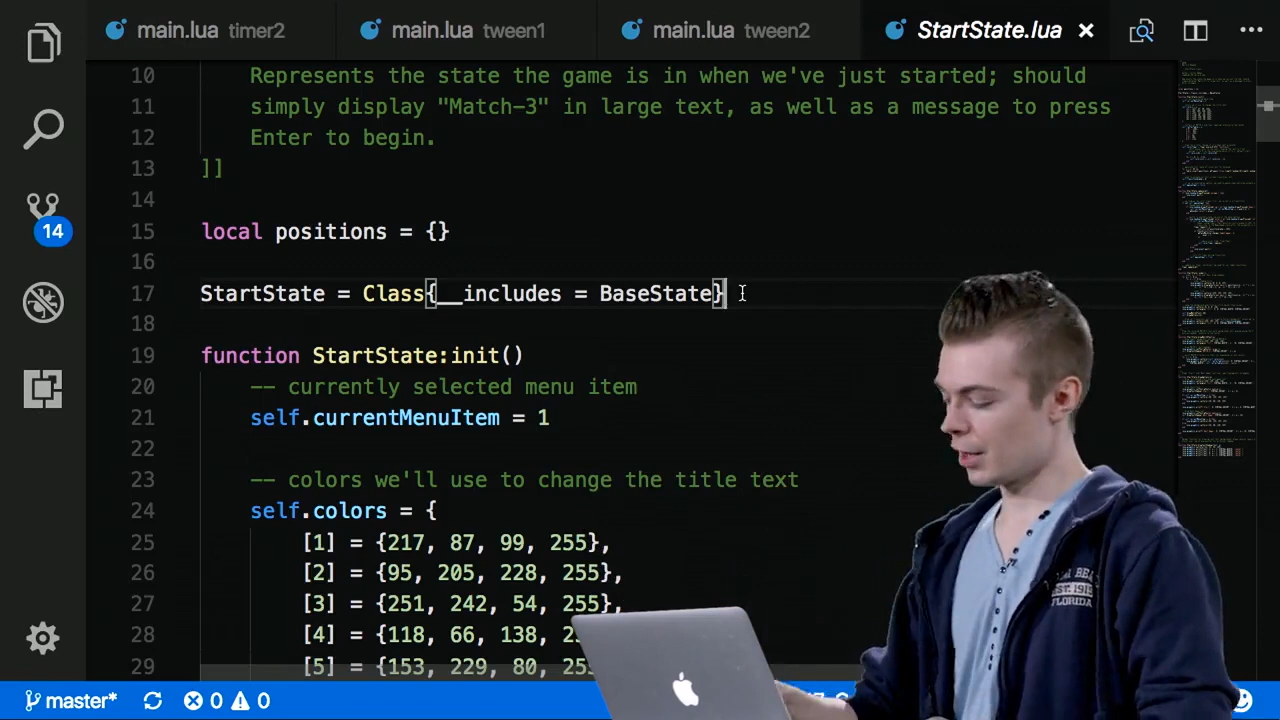 main.lua timer2
main.lua tween1
main.lua tween2
StartState.lua
10 Represents the state the game is in when we've just started; should
11 simply display "Match-3" in large text, as well as a message to press
12 Enter to begin.
13 ]]
14
15 local positions = {}
16
17 StartState = Class{__includes = BaseState}
18
19 function StartState:init()
20 -- currently selected menu item
21 self.currentMenuItem = 1
22
23 -- colors we'll use to change the title text
24 self.colors = {
25 [1] = {217, 87, 99, 255},
26 [2] = {95, 205, 228, 255},
27 [3] = {251, 242, 54, 255},
28 [4] = {118, 66, 138,
29 [5] = {153, 229, 80,
14
master* 0 0
EST. 1915
FLORIDA